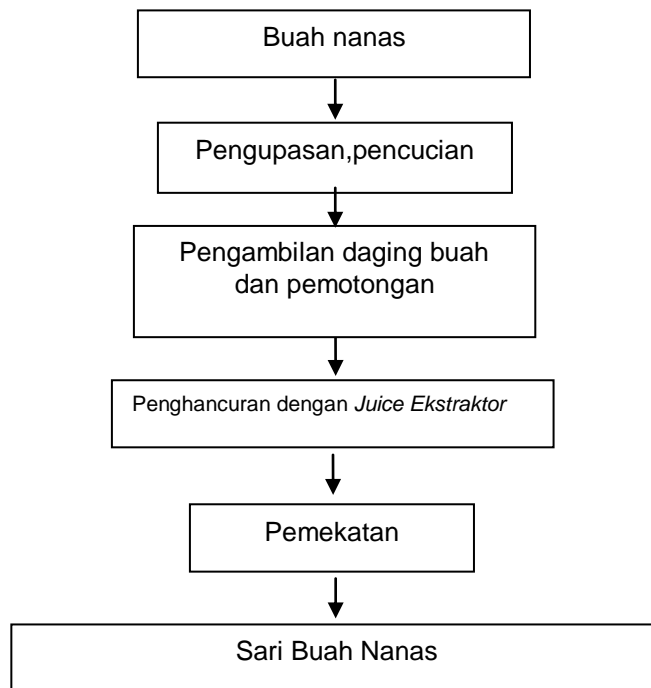 Buah nanas
Pengupasan,pencucian
Pengambilan daging buah
dan pemotongan
Penghancuran dengan Juice Ekstraktor
Pemekatan
Sari Buah Nanas